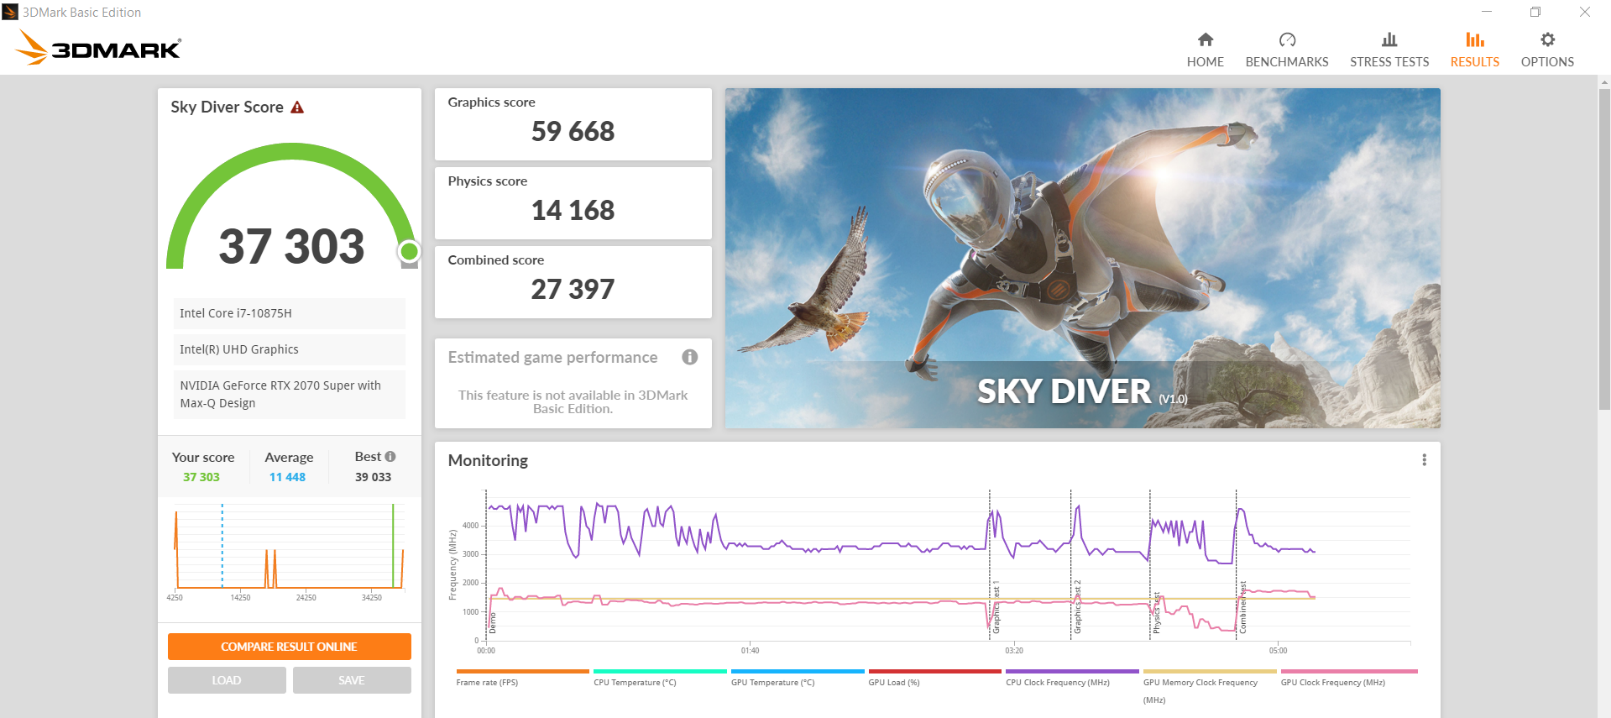 3DMark Basic Edition
3DMARK
HOME
BENCHMARKS
STRESS TESTS
RESULTS
OPTIONS
Sky Diver Score
37 303
Intel Core i7-10875H
Intel(R) UHD Graphics
NVIDIA GeForce RTX 2070 Super with
Max-Q Design
Your score
37 303
Average
11 448
Best
39 033
4250 14250 24250 34250
COMPARE RESULT ONLINE
LOAD
SAVE
Graphics score
59 668
Physics score
14 168
Combined score
27 397
Estimated game performance
This feature is not available in 3DMark
Basic Edition.
SKY DIVER (V1.0)
Monitoring
Frequency (MHz)
4000
3000
2000
1000
0
Demo
Graphics test 1
Graphics test 2
Physics test
Combined test
00:00 01:40 03:20 05:00
Frame rate (FPS)
CPU Temperature (°C)
GPU Temperature (°C)
GPU Load (%)
CPU Clock Frequency (MHz)
GPU Memory Clock Frequency
(MHz)
GPU Clock Frequency (MHz)